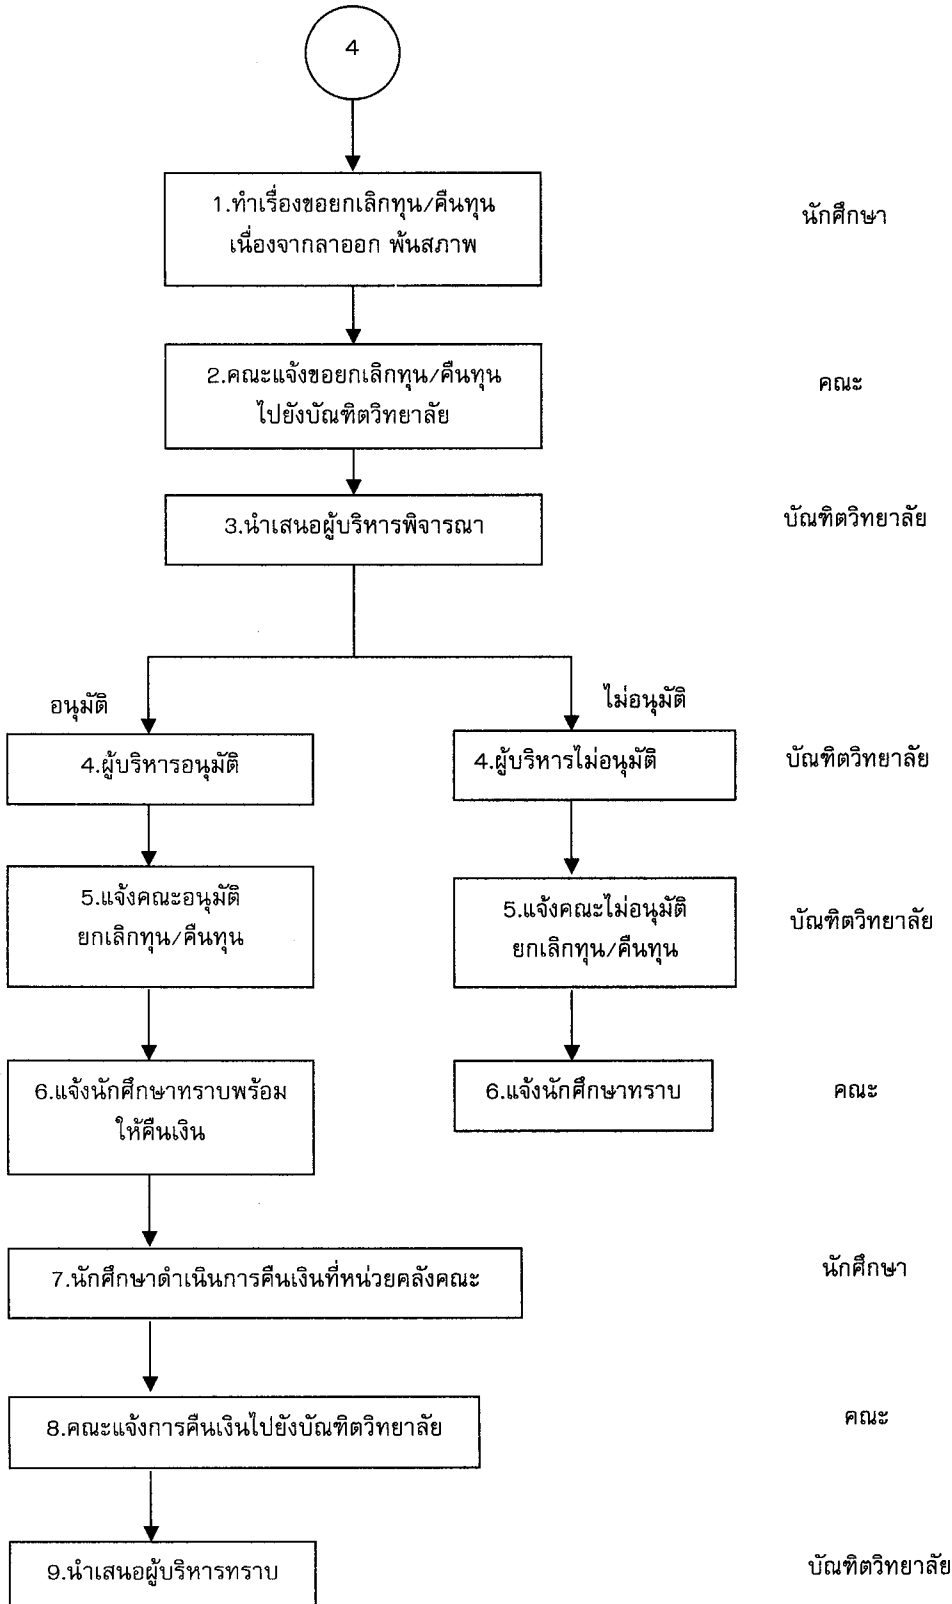 4
1.ทำเรื่องขอยกเลิกทุน/คืนทุน
เนื่องจากลาออก พ้นสภาพ
นักศึกษา
2.คณะแจ้งขอยกเลิกทุน/คืนทุน
ไปยังบัณฑิตวิทยาลัย
คณะ
3.นำเสนอผู้บริหารพิจารณา
บัณฑิตวิทยาลัย
อนุมัติ
ไม่อนุมัติ
4.ผู้บริหารอนุมัติ
4.ผู้บริหารไม่อนุมัติ
บัณฑิตวิทยาลัย
5.แจ้งคณะอนุมัติ
ยกเลิกทุน/คืนทุน
5.แจ้งคณะไม่อนุมัติ
ยกเลิกทุน/คืนทุน
บัณฑิตวิทยาลัย
6.แจ้งนักศึกษาทราบพร้อม
ให้คืนเงิน
6.แจ้งนักศึกษาทราบ
คณะ
7.นักศึกษาดำเนินการคืนเงินที่หน่วยคลังคณะ
นักศึกษา
8.คณะแจ้งการคืนเงินไปยังบัณฑิตวิทยาลัย
คณะ
9.นำเสนอผู้บริหารทราบ
บัณฑิตวิทยาลัย